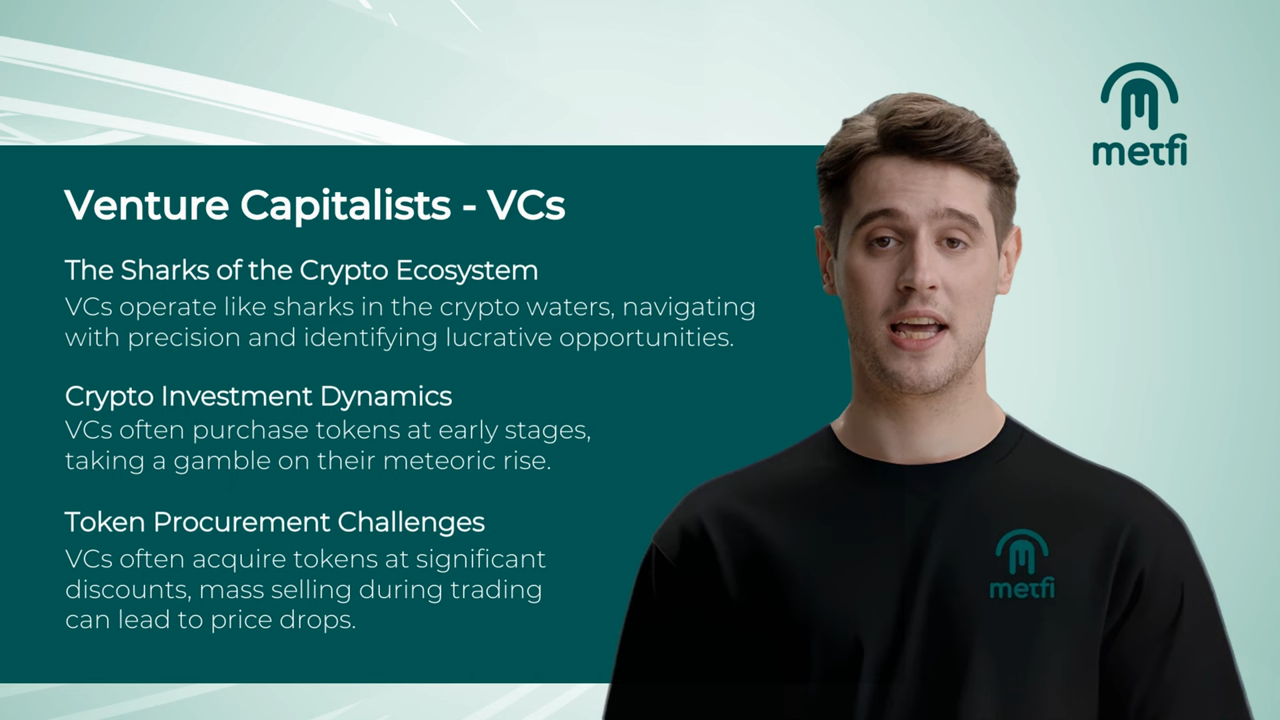 metfi
Venture Capitalists - VCs
The Sharks of the Crypto Ecosystem
VCs operate like sharks in the crypto waters, navigating
with precision and identifying lucrative opportunities.
Crypto Investment Dynamics
VCs often purchase tokens at early stages,
taking a gamble on their meteoric rise.
Token Procurement Challenges
VCs often acquire tokens at significant
discounts, mass selling during trading
can lead to price drops.
metfi